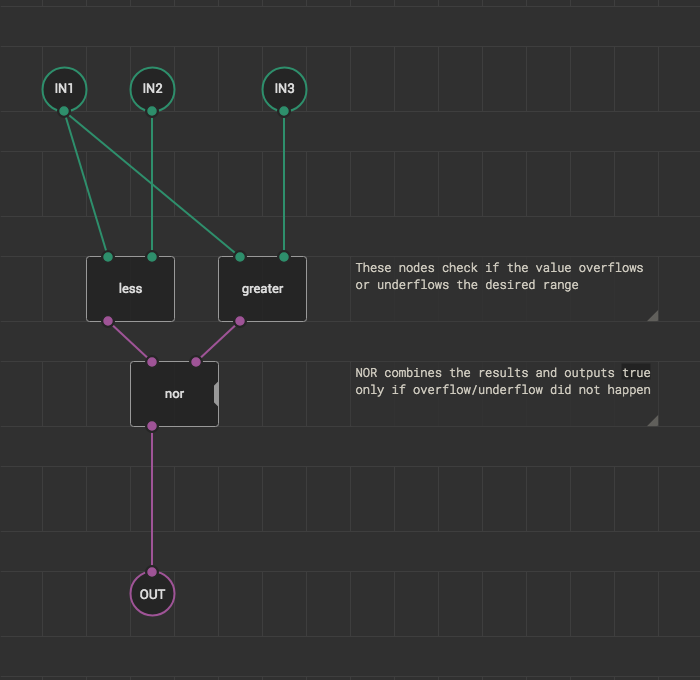 IN1 IN2 IN3
less greater
These nodes check if the value overflows
or underflows the desired range
nor
NOR combines the results and outputs true
only if overflow/underflow did not happen
OUT